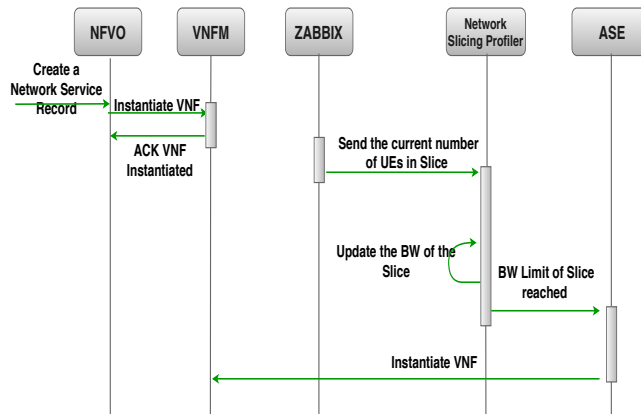 NFVO
VNFM
ZABBIX
Network
Slicing Profiler
ASE
Create a
Network Service
Record
Instantiate VNF
ACK VNF
Instantiated
Send the current number
of UEs in Slice
Update the BW of the
Slice
BW Limit of Slice
reached
Instantiate VNF